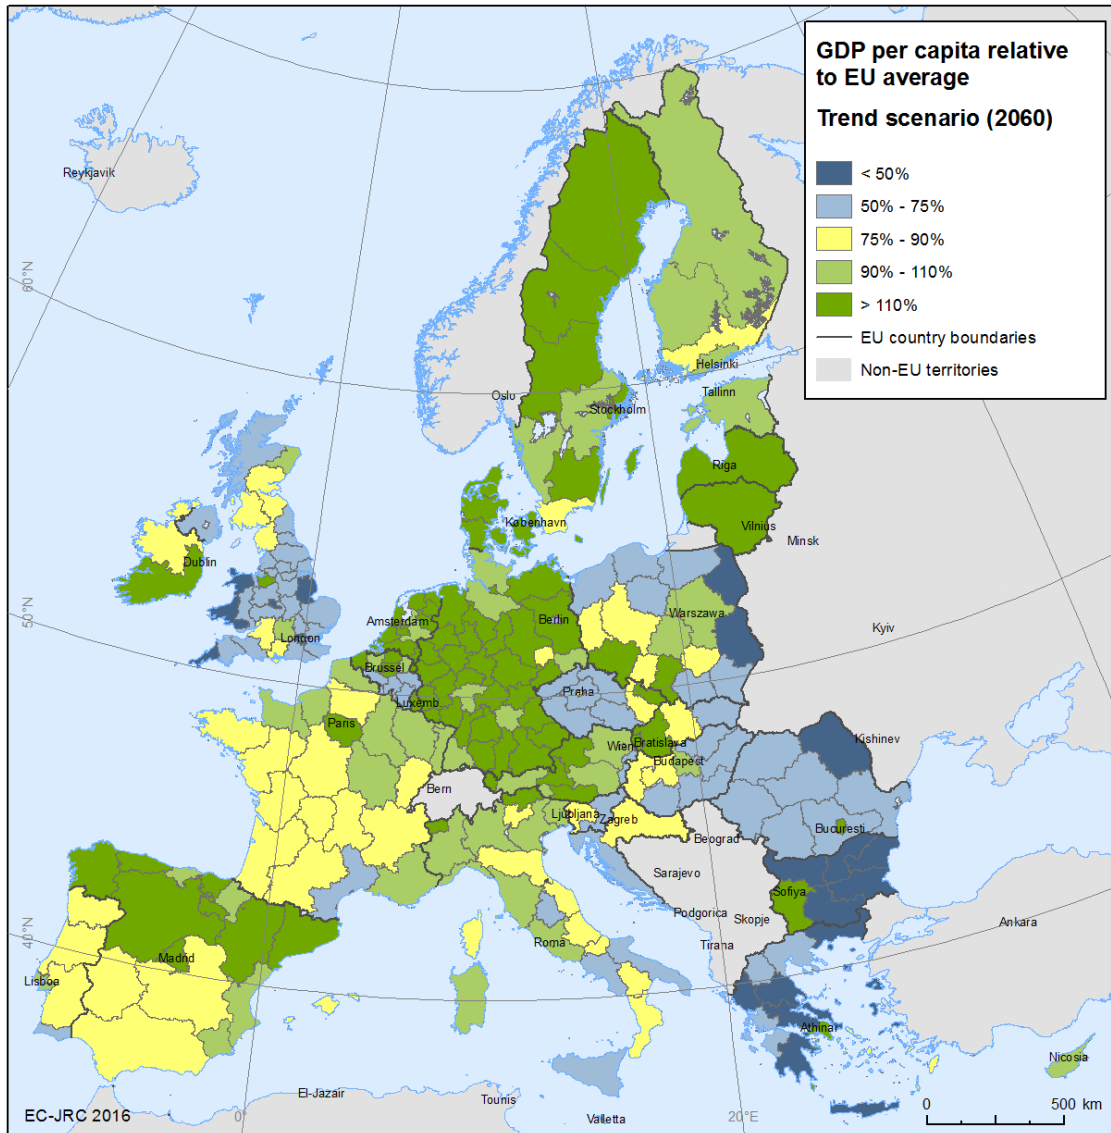 GDP per capita relative
to EU average
Trend scenario (2060)
< 50%
50% - 75%
75% - 90%
90% - 110%
> 110%
EU country boundaries
Non-EU territories
Reykjavik
60°N
Helsinki
Oslo
Tallinn
Stockholm
Riga
København
Vilnius
Minsk
Dublin
50°N
Amsterdam
Berlin
Warszawa
London
Kyiv
Brussel
Praha
Luxemb
Paris
Wien
Bratislava
Kishinev
Budapest
Bern
Ljubljana
Zagreb
Bucuresti
Beograd
Sarajevo
Sofiya
Podgorica
Skopje
Ankara
40°N
Roma
Tirana
Madrid
Lisboa
Athinai
Nicosia
El-Jazair
Tounis
EC-JRC 2016
0°
Valletta
20°E
0
500 km